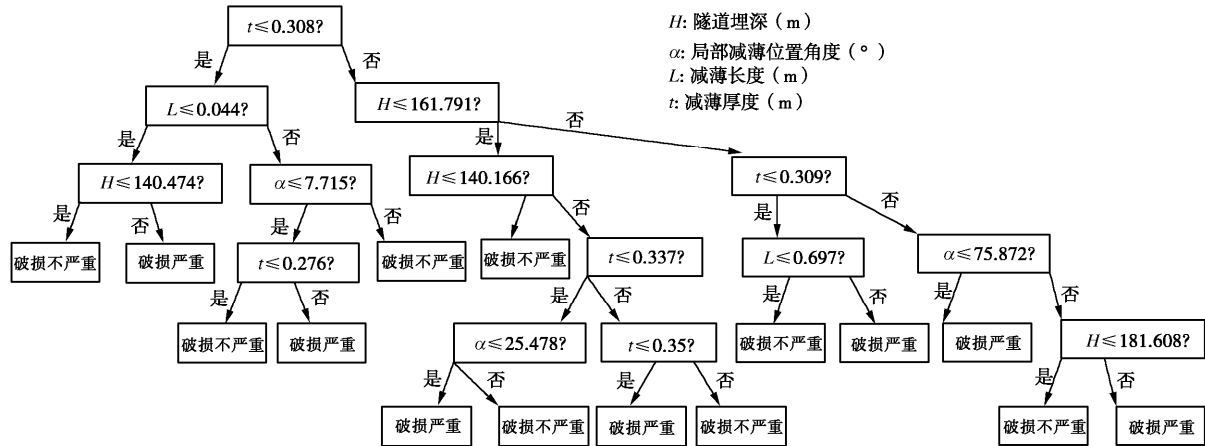 t≤0.308?
H: 隧道埋深（m）
α: 局部减薄位置角度（°）
L: 减薄长度（m）
t: 减薄厚度（m）
是
否
L≤0.044?
H≤161.791?
是
否
是
否
H≤140.474?
α≤7.715?
H≤140.166?
t≤0.309?
是
否
是
否
是
否
是
否
破损不严重
破损严重
t≤0.276?
破损不严重
破损不严重
t≤0.337?
L≤0.697?
α≤75.872?
是
否
是
否
是
否
是
否
破损不严重
破损严重
α≤25.478?
t≤0.35?
破损不严重
破损严重
破损严重
H≤181.608?
是
否
是
否
是
否
破损严重
破损不严重
破损严重
破损不严重
破损不严重
破损严重